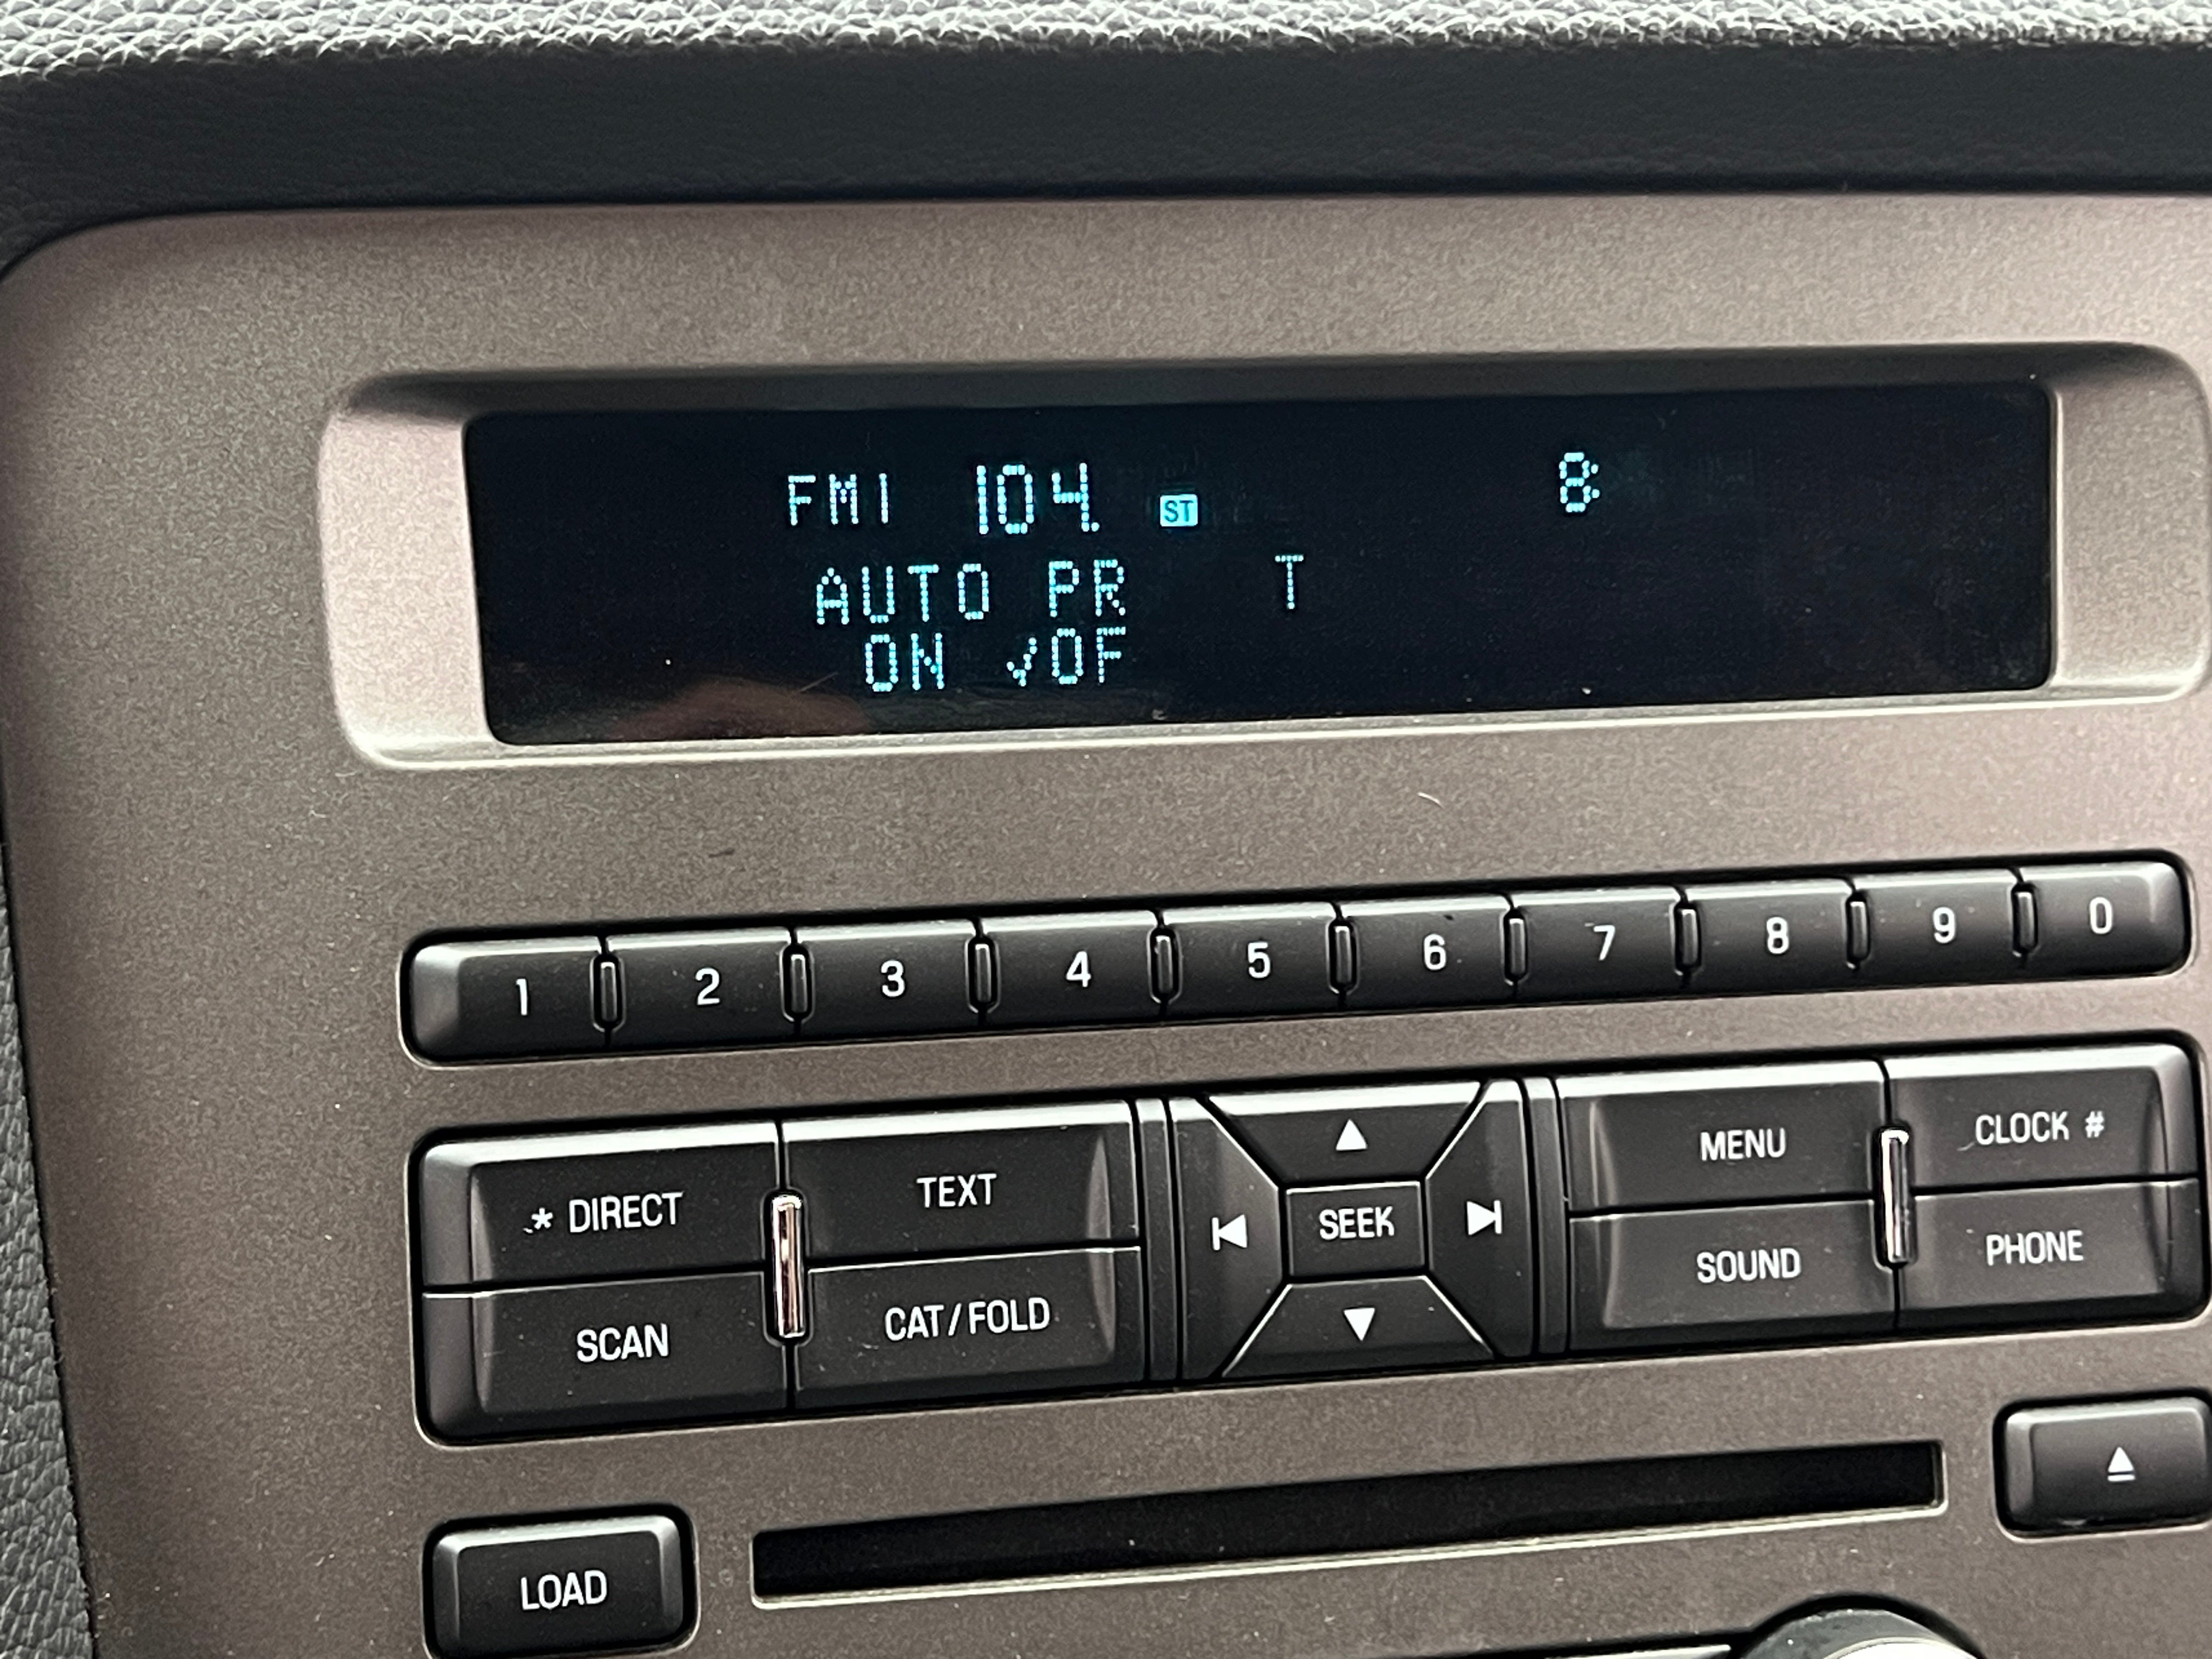 FM1 104. ST 8:
AUTO PR T
ON ✓OF
1 2 3 4 5 6 7 8 9 0
* DIRECT TEXT SEEK MENU CLOCK #
SCAN CAT/FOLD SOUND PHONE
LOAD